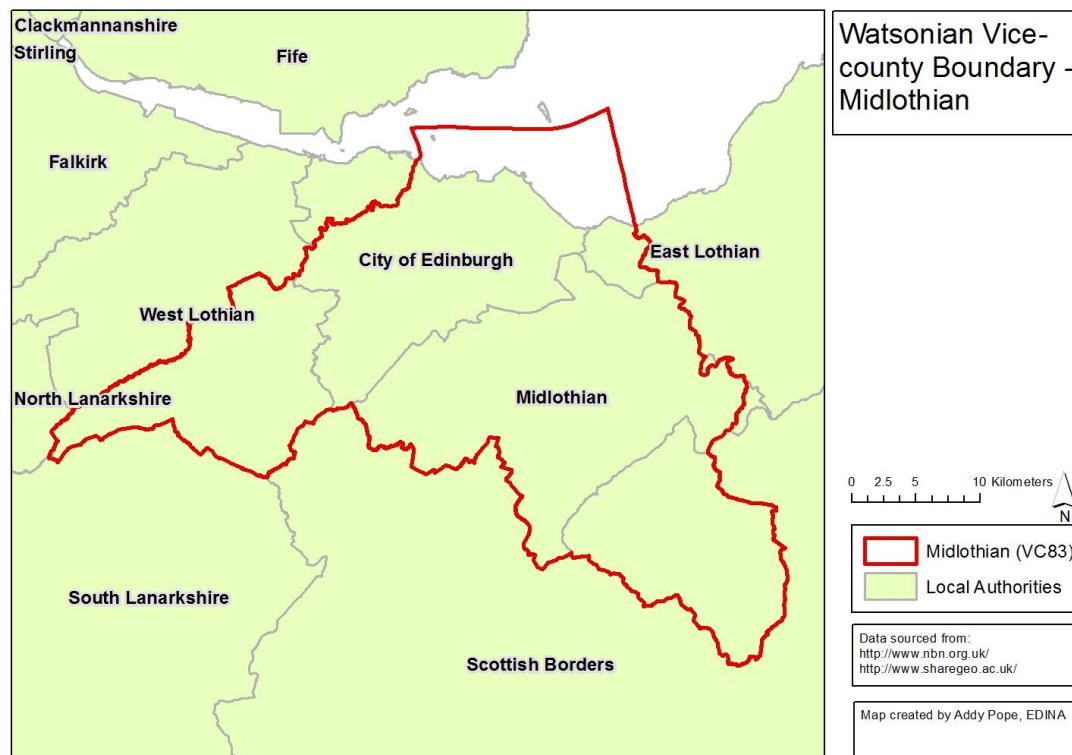 Clackmannanshire
Stirling
Fife
Falkirk
City of Edinburgh
East Lothian
West Lothian
North Lanarkshire
Midlothian
South Lanarkshire
Scottish Borders
Watsonian Vice-
county Boundary -
Midlothian
0 2.5 5 10 Kilometers
N
Midlothian (VC83)
Local Authorities
Data sourced from:
http://www.nbn.org.uk/
http://www.sharegeo.ac.uk/
Map created by Addy Pope, EDINA